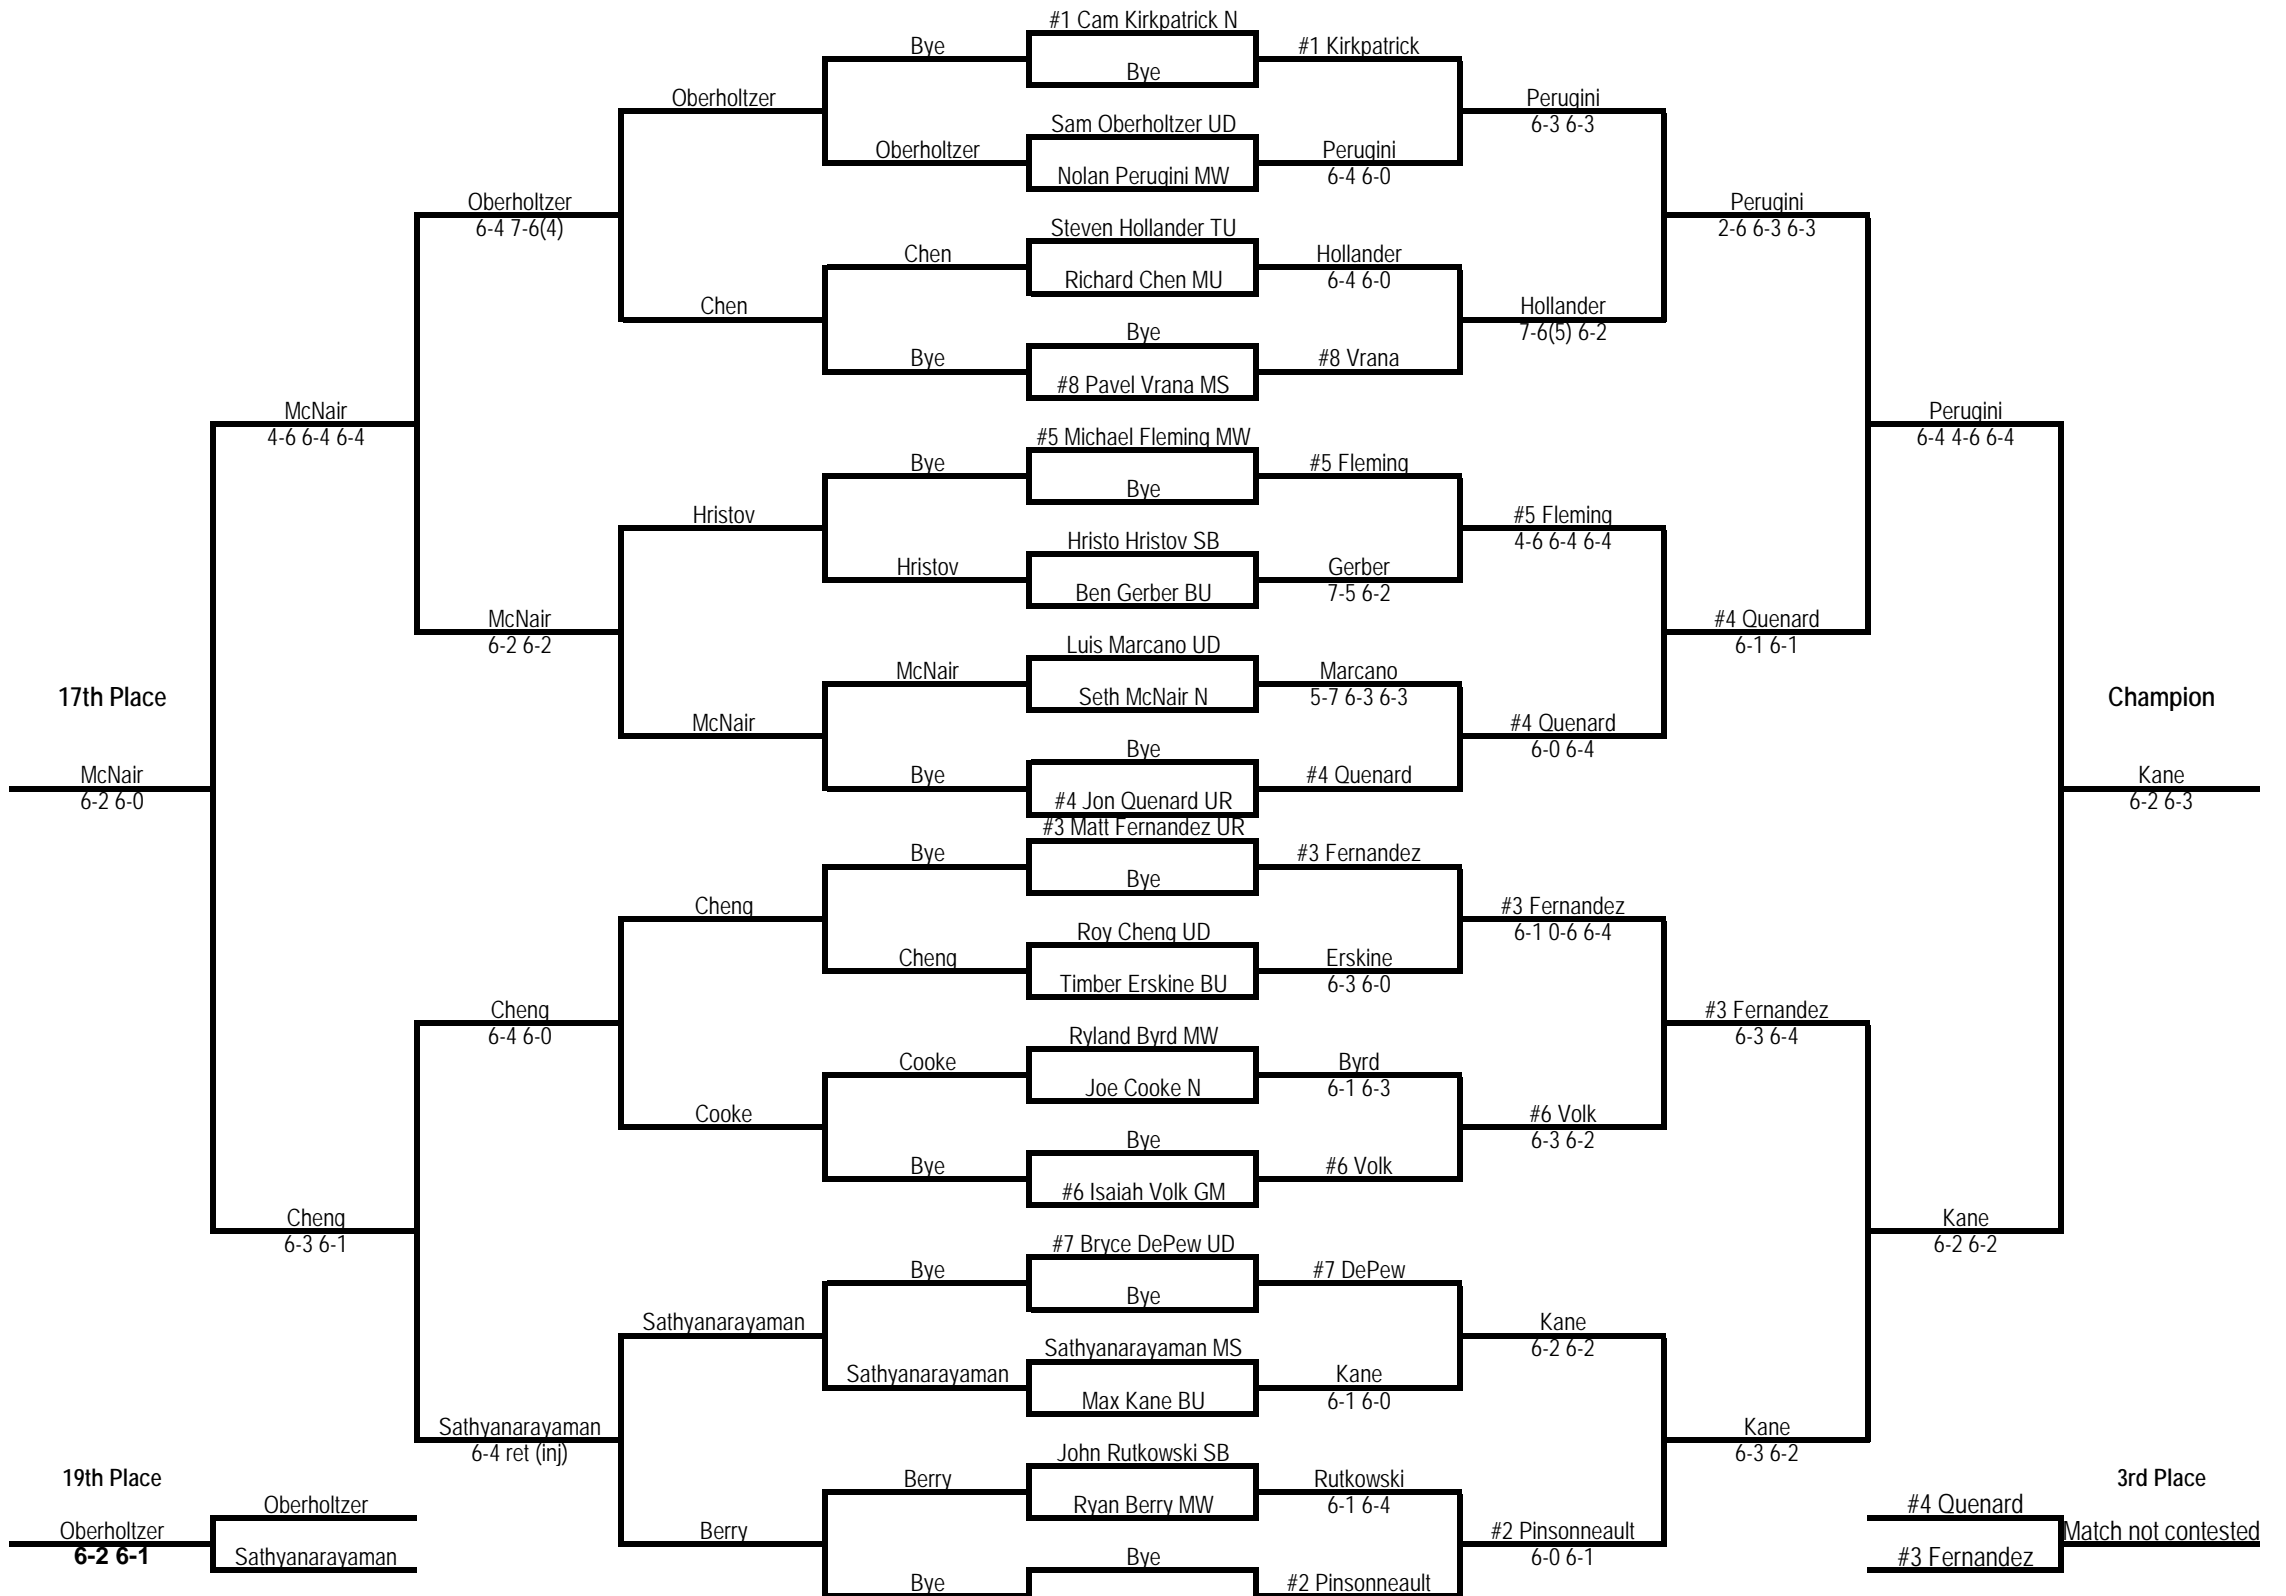 #1 Cam Kirkpatrick N
Bye
#1 Kirkpatrick
Bye
Oberholtzer
Perugini
6-3 6-3
Sam Oberholtzer UD
Oberholtzer
Perugini
Nolan Perugini MW
6-4 6-0
Oberholtzer
6-4 7-6(4)
Perugini
2-6 6-3 6-3
Steven Hollander TU
Chen
Hollander
Richard Chen MU
6-4 6-0
Chen
Hollander
7-6(5) 6-2
Bye
Bye
#8 Vrana
#8 Pavel Vrana MS
McNair
4-6 6-4 6-4
Perugini
6-4 4-6 6-4
#5 Michael Fleming MW
Bye
#5 Fleming
Bye
Hristov
#5 Fleming
4-6 6-4 6-4
Hristo Hristov SB
Hristov
Gerber
Ben Gerber BU
7-5 6-2
McNair
6-2 6-2
#4 Quenard
6-1 6-1
Luis Marcano UD
McNair
Marcano
Seth McNair N
5-7 6-3 6-3
17th Place
Champion
McNair
#4 Quenard
6-0 6-4
Bye
Bye
#4 Quenard
McNair
6-2 6-0
Kane
6-2 6-3
#4 Jon Quenard UR
#3 Matt Fernandez UR
Bye
#3 Fernandez
Bye
Cheng
#3 Fernandez
6-1 0-6 6-4
Roy Cheng UD
Cheng
Erskine
Timber Erskine BU
6-3 6-0
Cheng
6-4 6-0
#3 Fernandez
6-3 6-4
Ryland Byrd MW
Cooke
Byrd
Joe Cooke N
6-1 6-3
Cooke
#6 Volk
6-3 6-2
Bye
Bye
#6 Volk
#6 Isaiah Volk GM
Cheng
6-3 6-1
Kane
6-2 6-2
#7 Bryce DePew UD
Bye
#7 DePew
Bye
Sathyanarayaman
Kane
6-2 6-2
Sathyanarayaman MS
Sathyanarayaman
Kane
Max Kane BU
6-1 6-0
Sathyanarayaman
6-4 ret (inj)
Kane
6-3 6-2
John Rutkowski SB
Berry
Rutkowski
Ryan Berry MW
6-1 6-4
19th Place
3rd Place
Oberholtzer
#4 Quenard
Oberholtzer
6-2 6-1
Berry
#2 Pinsonneault
6-0 6-1
Match not contested
Sathyanarayaman
Bye
#3 Fernandez
Bye
#2 Pinsonneault